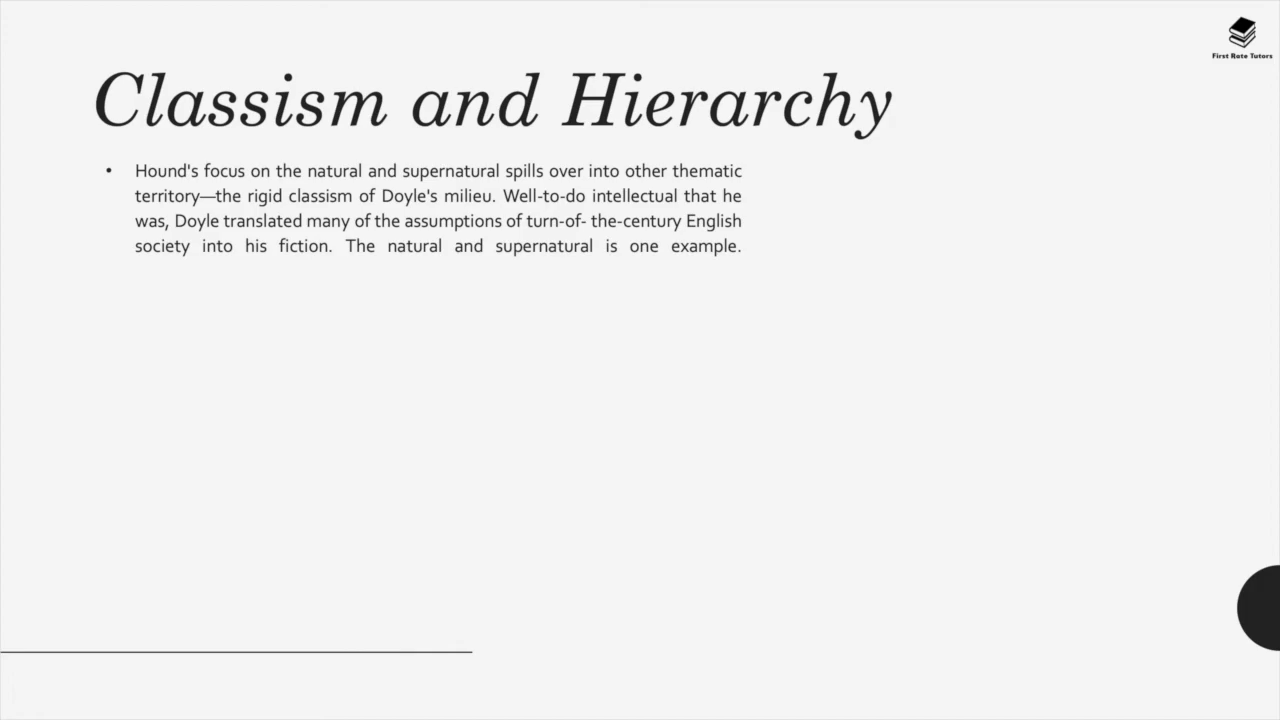 First Rate Tutors
Classism and Hierarchy
• Hound's focus on the natural and supernatural spills over into other thematic
territory—the rigid classism of Doyle's milieu. Well-to-do intellectual that he
was, Doyle translated many of the assumptions of turn-of- the-century English
society into his fiction. The natural and supernatural is one example.